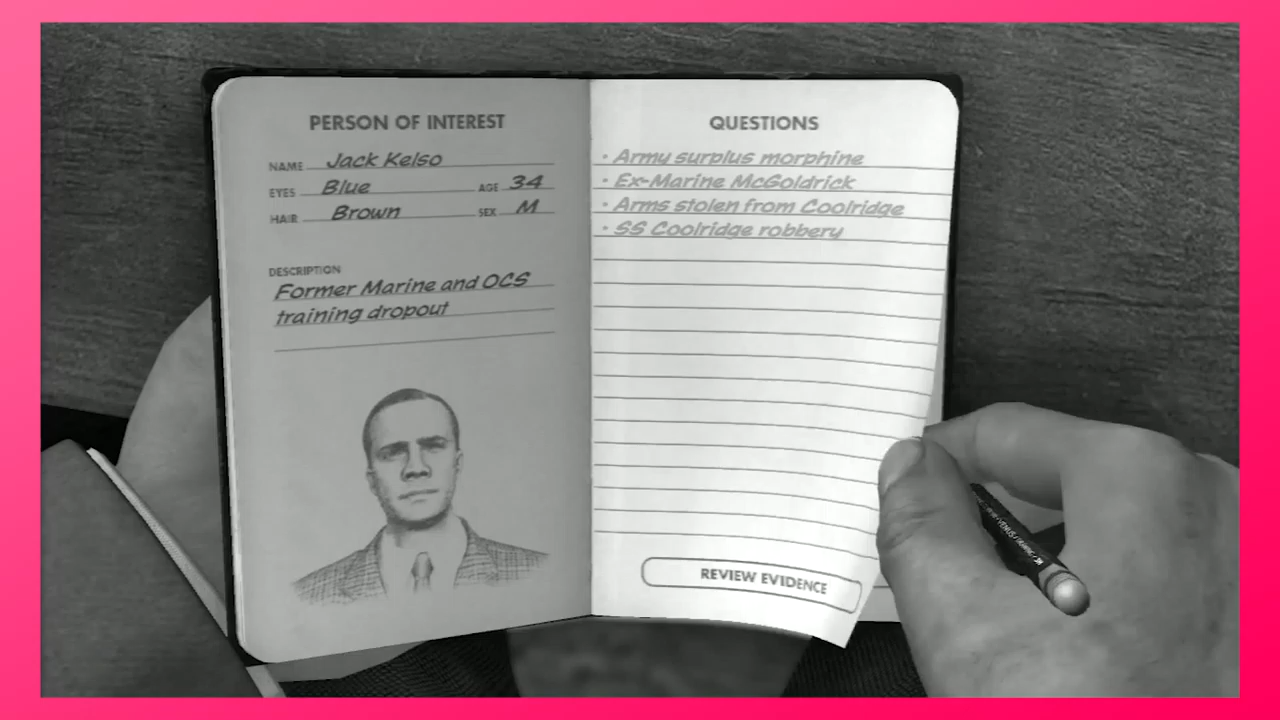 PERSON OF INTEREST
NAME Jack Kelso
EYES Blue AGE 34
HAIR Brown SEX M
DESCRIPTION
Former Marine and OCS
training dropout
QUESTIONS
• Army surplus morphine
• Ex-Marine McGoldrick
• Arms stolen from Coolridge
• SS Coolridge robbery
REVIEW EVIDENCE